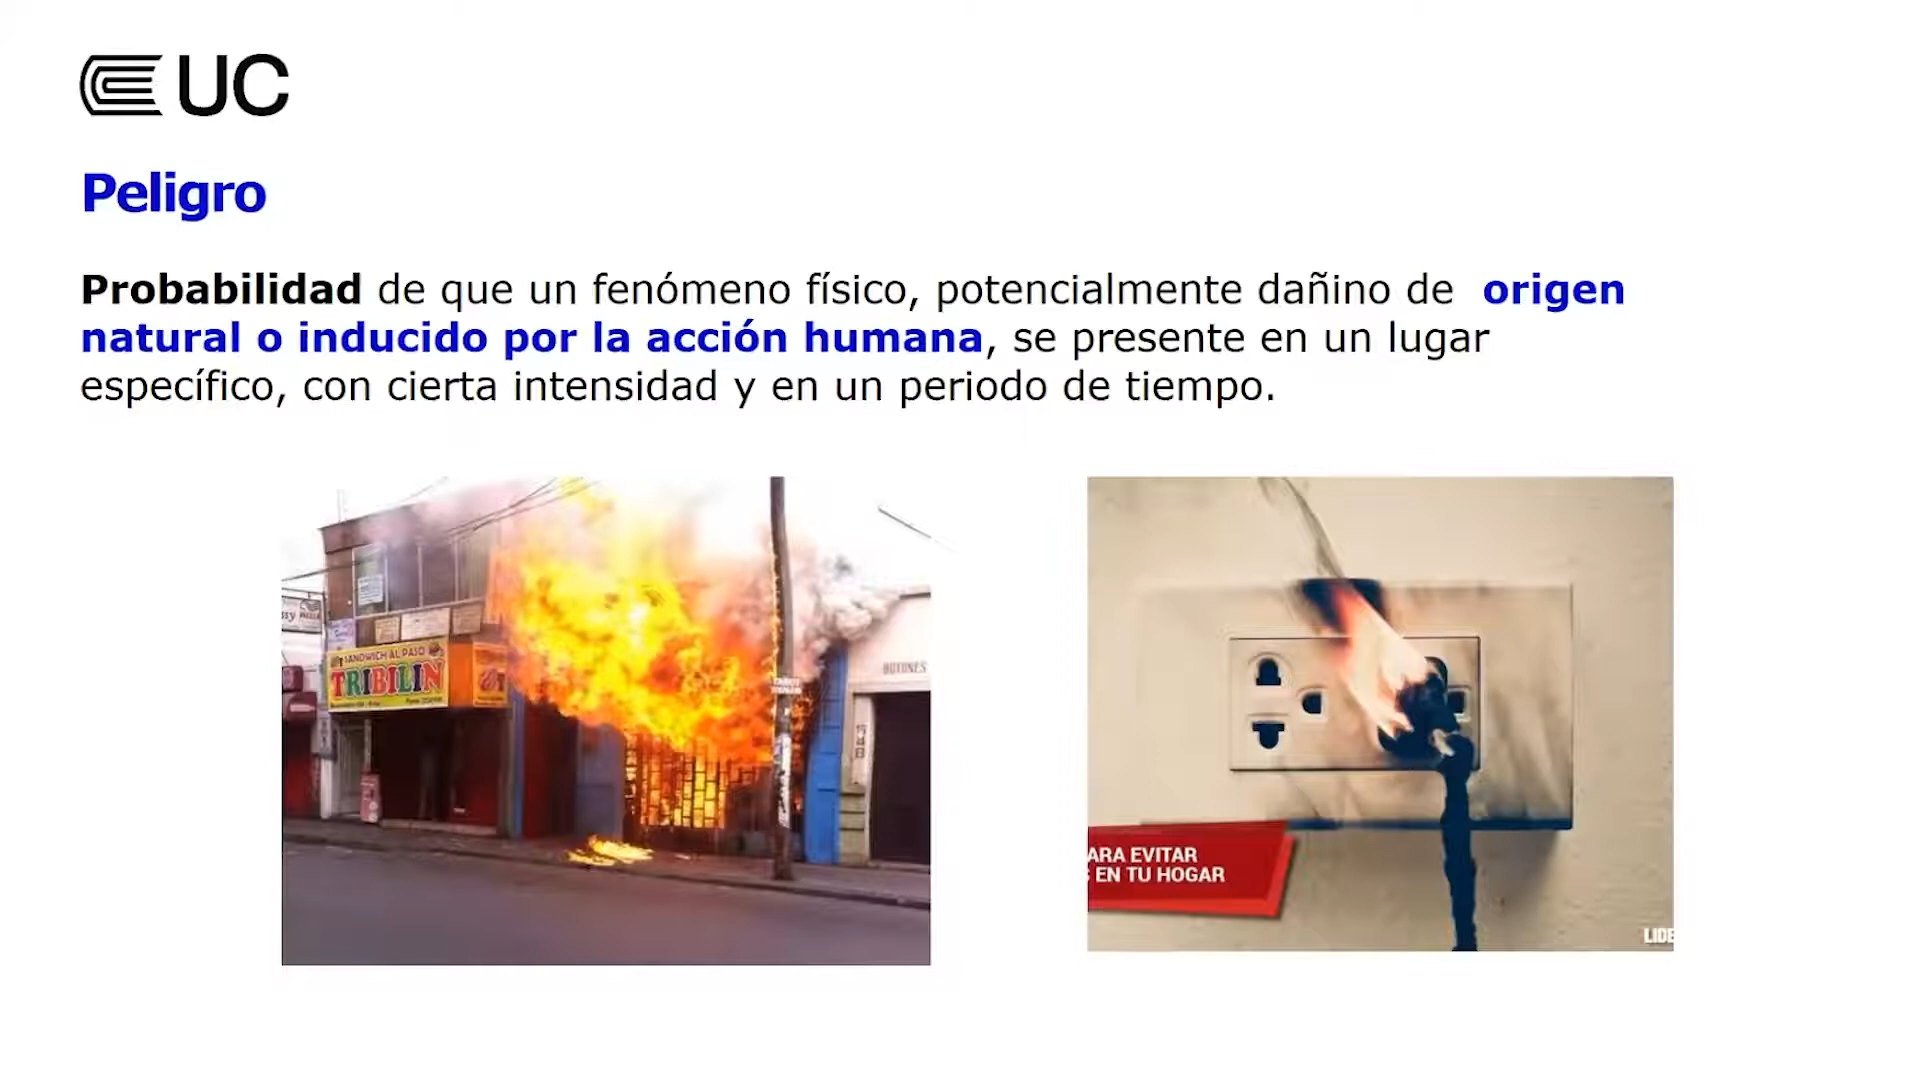 UC
Peligro
Probabilidad de que un fenómeno físico, potencialmente dañino de origen
natural o inducido por la acción humana, se presente en un lugar
específico, con cierta intensidad y en un periodo de tiempo.
SANDWICH AL PASO
TRIBILIN
BOTONES
ARA EVITAR
EN TU HOGAR
LIDE